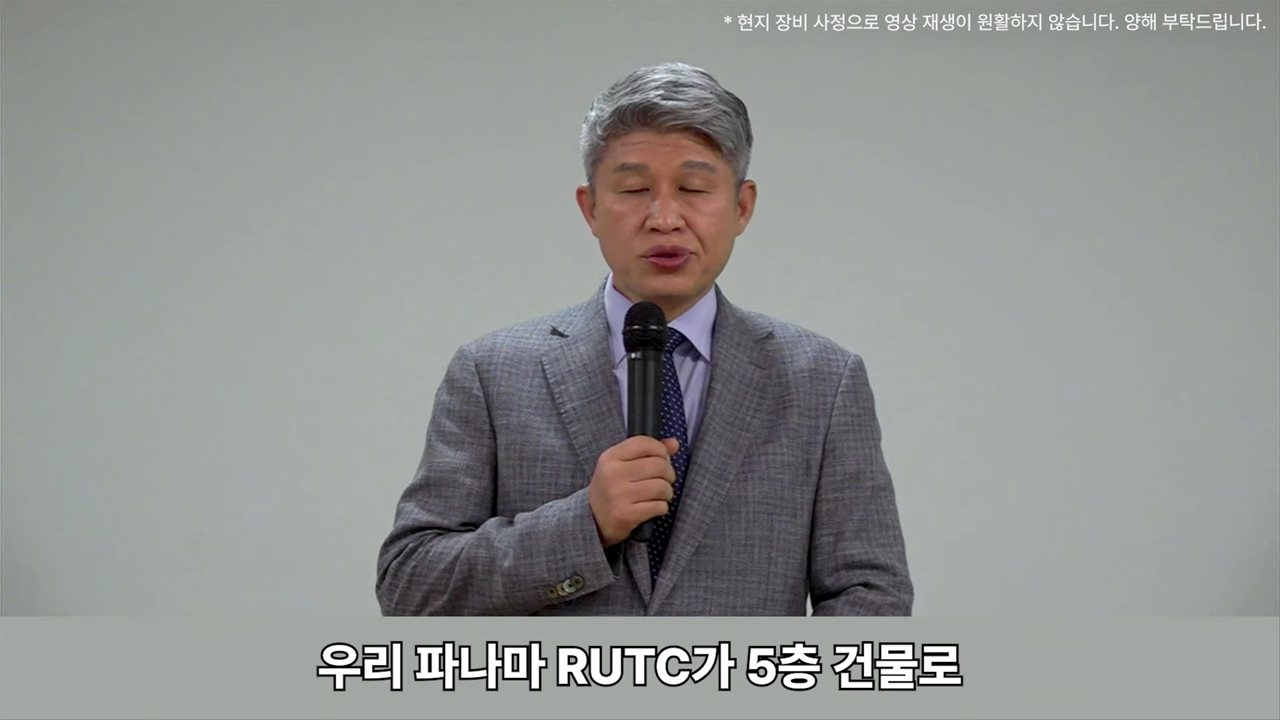 * 현지 장비 사정으로 영상 재생이 원활하지 않습니다. 양해 부탁드립니다.
우리 파나마 RUTC가 5층 건물로